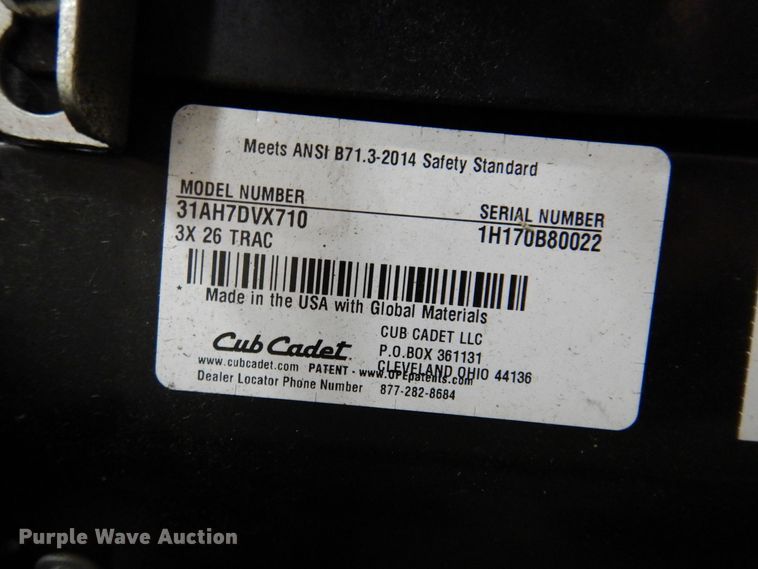 Meets ANSI B71.3-2014 Safety Standard
MODEL NUMBER
31AH7DVX710
3X 26 TRAC
SERIAL NUMBER
1H170B80022
Made in the USA with Global Materials
Cub Cadet
CUB CADET LLC
P.O.BOX 361131
CLEVELAND OHIO 44136
www.cubcadet.com PATENT - www.OPEpatents.com
Dealer Locator Phone Number 877-282-8684
Purple Wave Auction